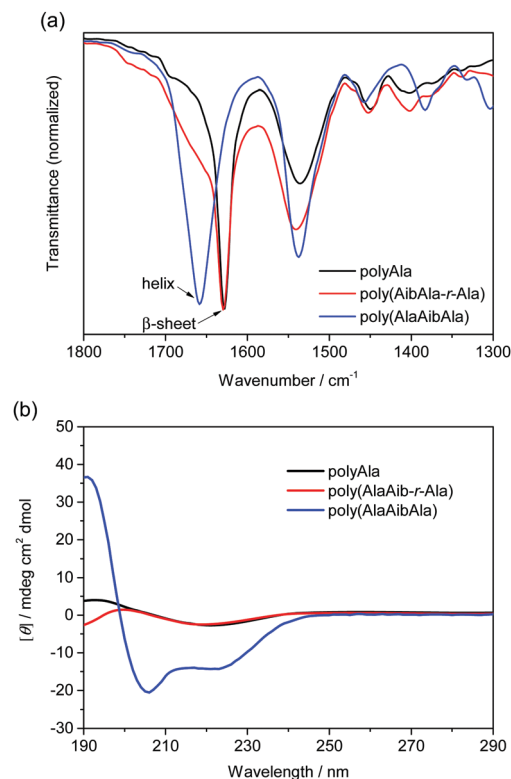 (a)
Transmittance (normalized)
helix
β-sheet
polyAla
poly(AibAla-r-Ala)
poly(AlaAibAla)
1800 1700 1600 1500 1400 1300
Wavenumber / cm⁻¹
(b)
[θ] / mdeg cm² dmol
50
40
30
20
10
0
-10
-20
-30
polyAla
poly(AlaAib-r-Ala)
poly(AlaAibAla)
190 210 230 250 270 290
Wavelength / nm